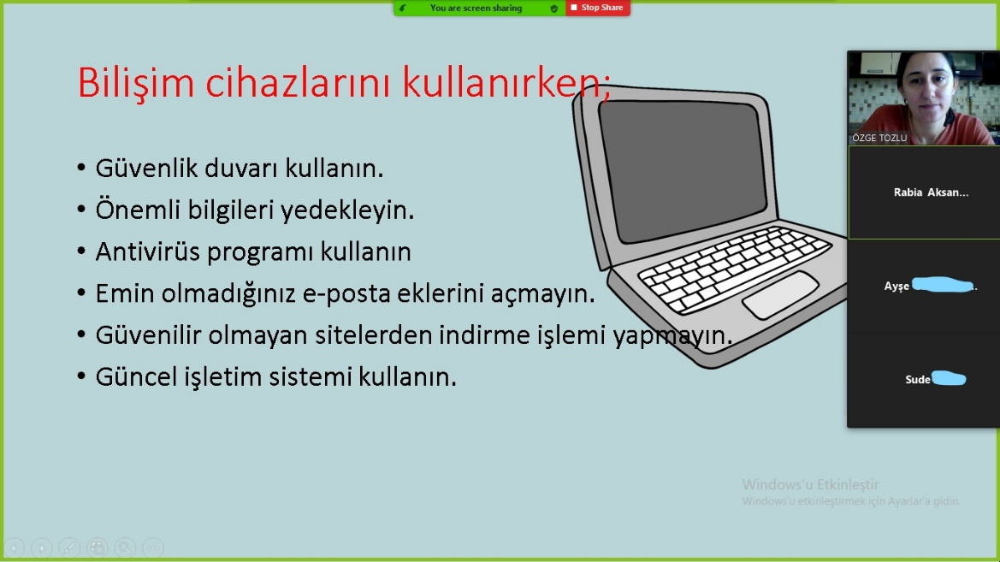 You are screen sharing
Stop Share
Bilişim cihazlarını kullanırken;
• Güvenlik duvarı kullanın.
• Önemli bilgileri yedekleyin.
• Antivirüs programı kullanın
• Emin olmadığınız e-posta eklerini açmayın.
• Güvenilir olmayan sitelerden indirme işlemi yapmayın.
• Güncel işletim sistemi kullanın.
ÖZGE TOZLU
Rabia Aksan...
Ayşe
Sude
Windows'u Etkinleştir
Windows'u etkinleştirmek için Ayarlar'a gidin.